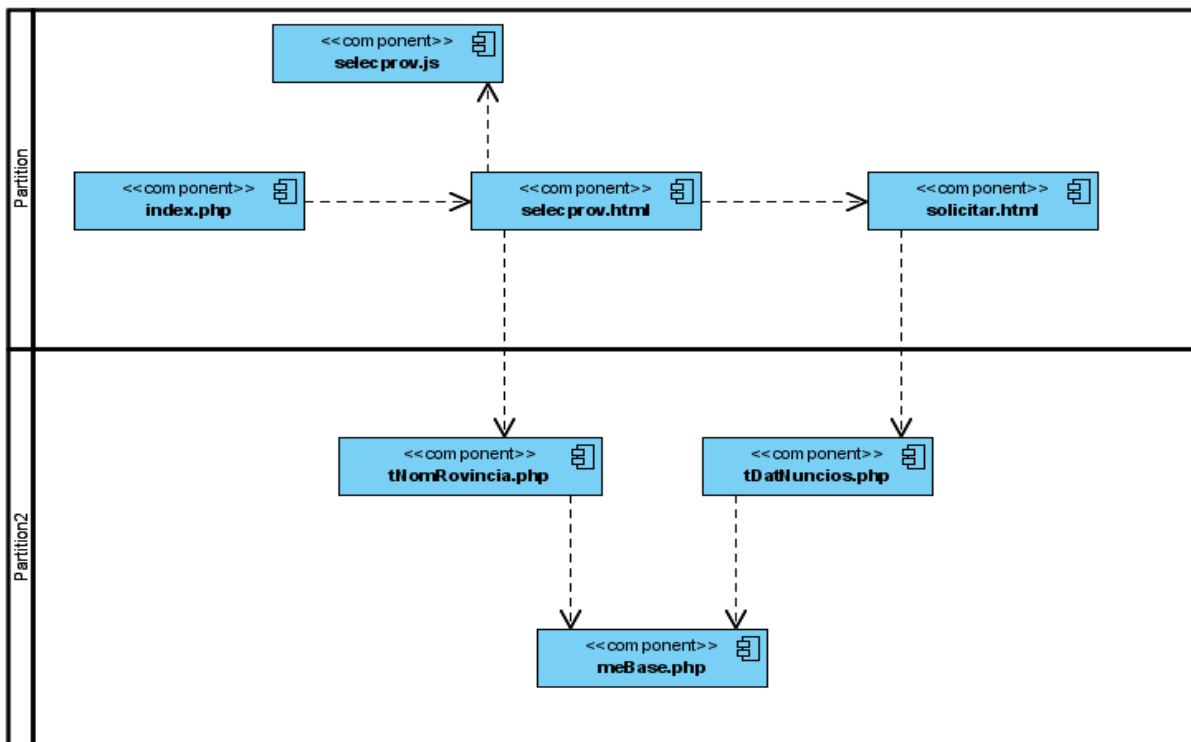 Partition
<<component>>
selecprov.js
<<component>>
index.php
<<component>>
selecprov.html
<<component>>
solicitar.html
Partition2
<<component>>
tNomRovincia.php
<<component>>
tDatNuncios.php
<<component>>
meBase.php